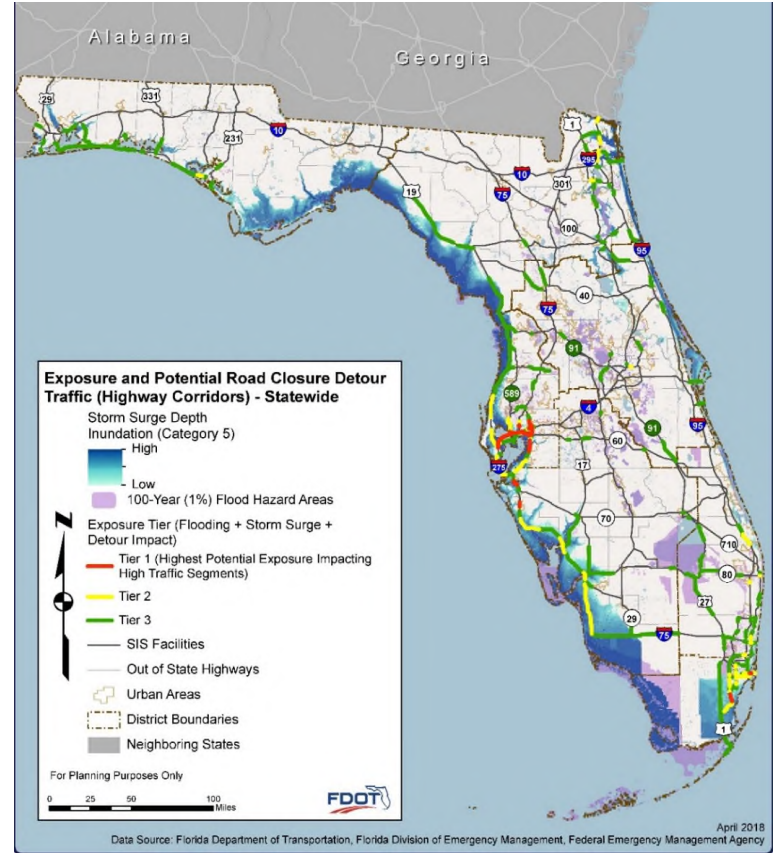 Alabama
Georgia
29
331
231
10
1
295
10
301
75
19
100
95
40
75
91
589
4
95
91
60
275
17
70
710
80
27
29
75
1
Exposure and Potential Road Closure Detour
Traffic (Highway Corridors) - Statewide
Storm Surge Depth
Inundation (Category 5)
High
Low
100-Year (1%) Flood Hazard Areas
Exposure Tier (Flooding + Storm Surge +
Detour Impact)
Tier 1 (Highest Potential Exposure Impacting
High Traffic Segments)
Tier 2
Tier 3
SIS Facilities
Out of State Highways
Urban Areas
District Boundaries
Neighboring States
N
For Planning Purposes Only
0 25 50 100
Miles
FDOT
April 2018
Data Source: Florida Department of Transportation, Florida Division of Emergency Management, Federal Emergency Management Agency